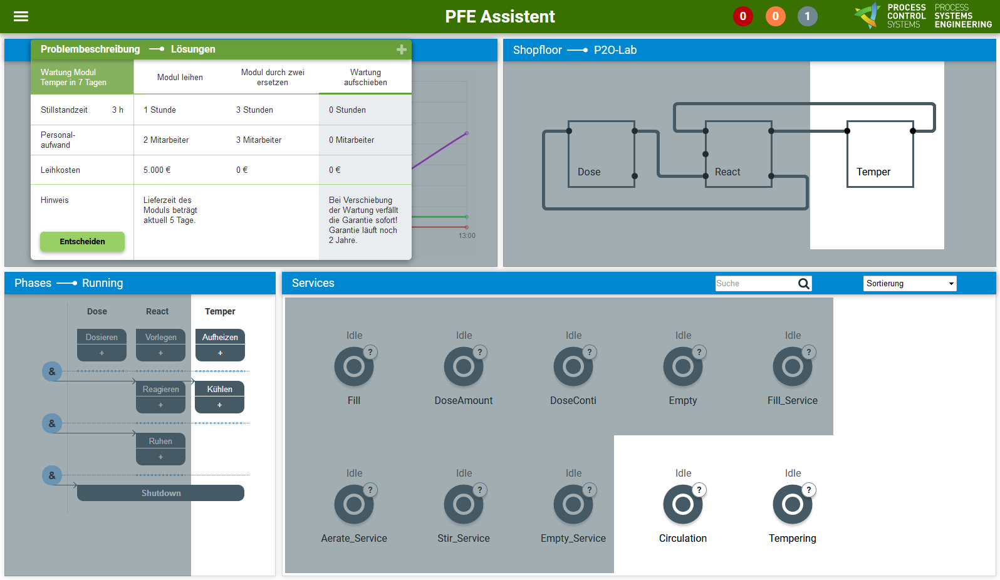 PFE Assistent
0
0
1
PROCESS
CONTROL
SYSTEMS
PROCESS
SYSTEMS
ENGINEERING
Problembeschreibung Lösungen
+
Wartung Modul
Temper in 7 Tagen
Modul leihen
Modul durch zwei
ersetzen
Wartung
aufschieben
Stillstandzeit 3 h
1 Stunde
3 Stunden
0 Stunden
Personal-
aufwand
2 Mitarbeiter
3 Mitarbeiter
0 Mitarbeiter
Leihkosten
5.000 €
0 €
0 €
Hinweis
Lieferzeit des
Moduls beträgt
aktuell 5 Tage.
Bei Verschiebung
der Wartung verfällt
die Garantie sofort!
Garantie läuft noch
2 Jahre.
Entscheiden
13:00
Shopfloor P2O-Lab
Dose
React
Temper
Phases Running
Dose
React
Temper
Dosieren
+
Vorlegen
+
Aufheizen
+
&
Reagieren
+
Kühlen
+
&
Ruhen
+
&
Shutdown
Services
Suche
Sortierung
Idle
?
Fill
Idle
?
DoseAmount
Idle
?
DoseConti
Idle
?
Empty
Idle
?
Fill_Service
Idle
?
Aerate_Service
Idle
?
Stir_Service
Idle
?
Empty_Service
Idle
?
Circulation
Idle
?
Tempering